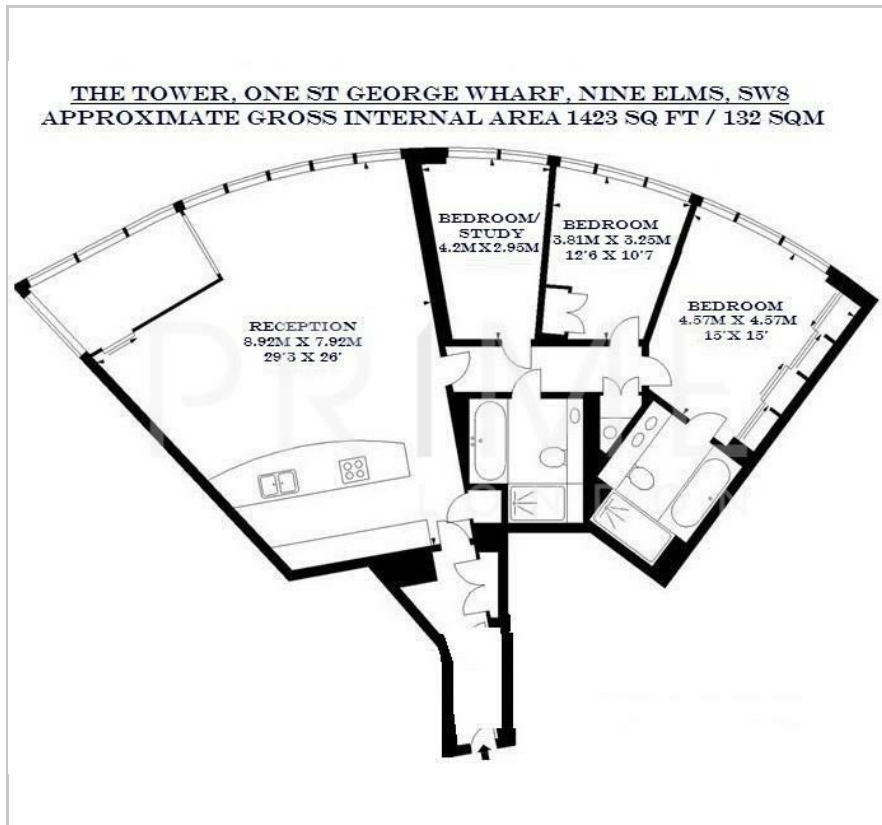 THE TOWER, ONE ST GEORGE WHARF, NINE ELMS, SW8
APPROXIMATE GROSS INTERNAL AREA 1423 SQ FT / 132 SQM
BEDROOM/
STUDY
4.2M X 2.95M
BEDROOM
3.81M X 3.25M
12'6 X 10'7
BEDROOM
4.57M X 4.57M
15' X 15'
RECEPTION
8.92M X 7.92M
29'3 X 26'
PRIME
LONDON